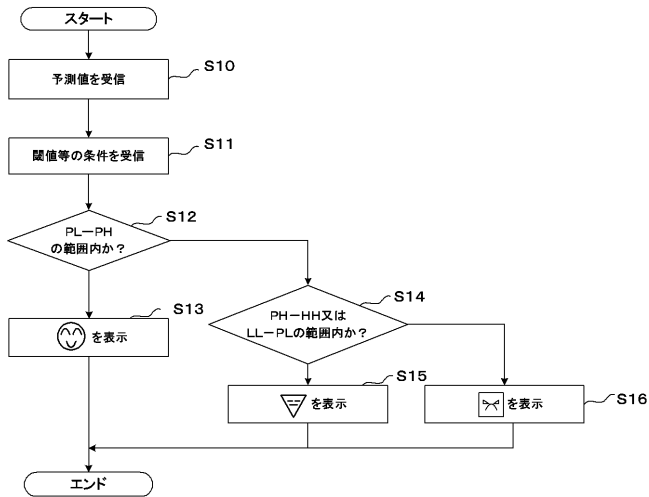 スタート
予測値を受信
S10
閾値等の条件を受信
S11
PL－PH
の範囲内か？
S12
を表示
S13
PH－HH又は
LL－PLの範囲内か？
S14
を表示
S15
を表示
S16
エンド